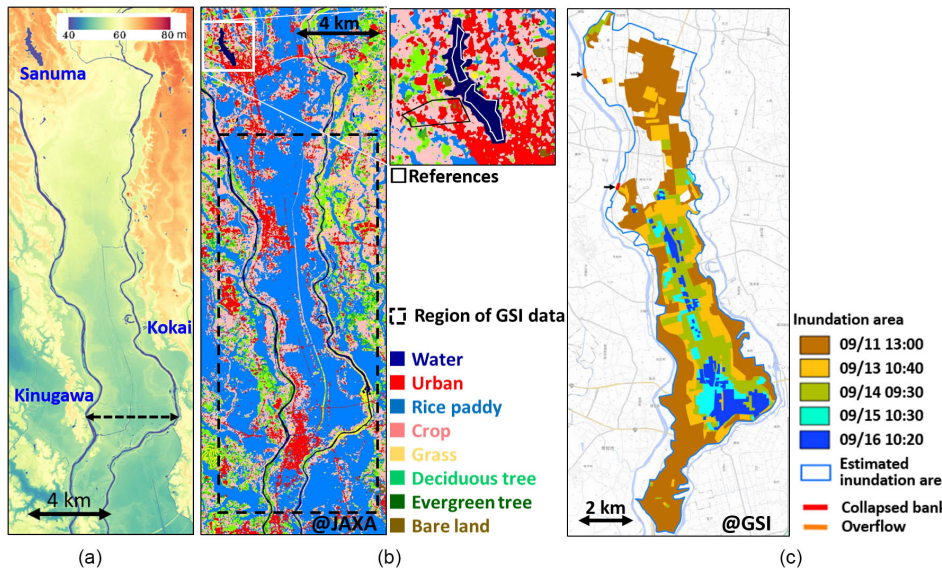 40
60
80 m
Sanuma
Kokai
Kinugawa
4 km
(a)
4 km
@JAXA
(b)
References
Region of GSI data
Water
Urban
Rice paddy
Crop
Grass
Deciduous tree
Evergreen tree
Bare land
2 km
@GSI
(c)
Inundation area
09/11 13:00
09/13 10:40
09/14 09:30
09/15 10:30
09/16 10:20
Estimated
inundation are
Collapsed banl
Overflow